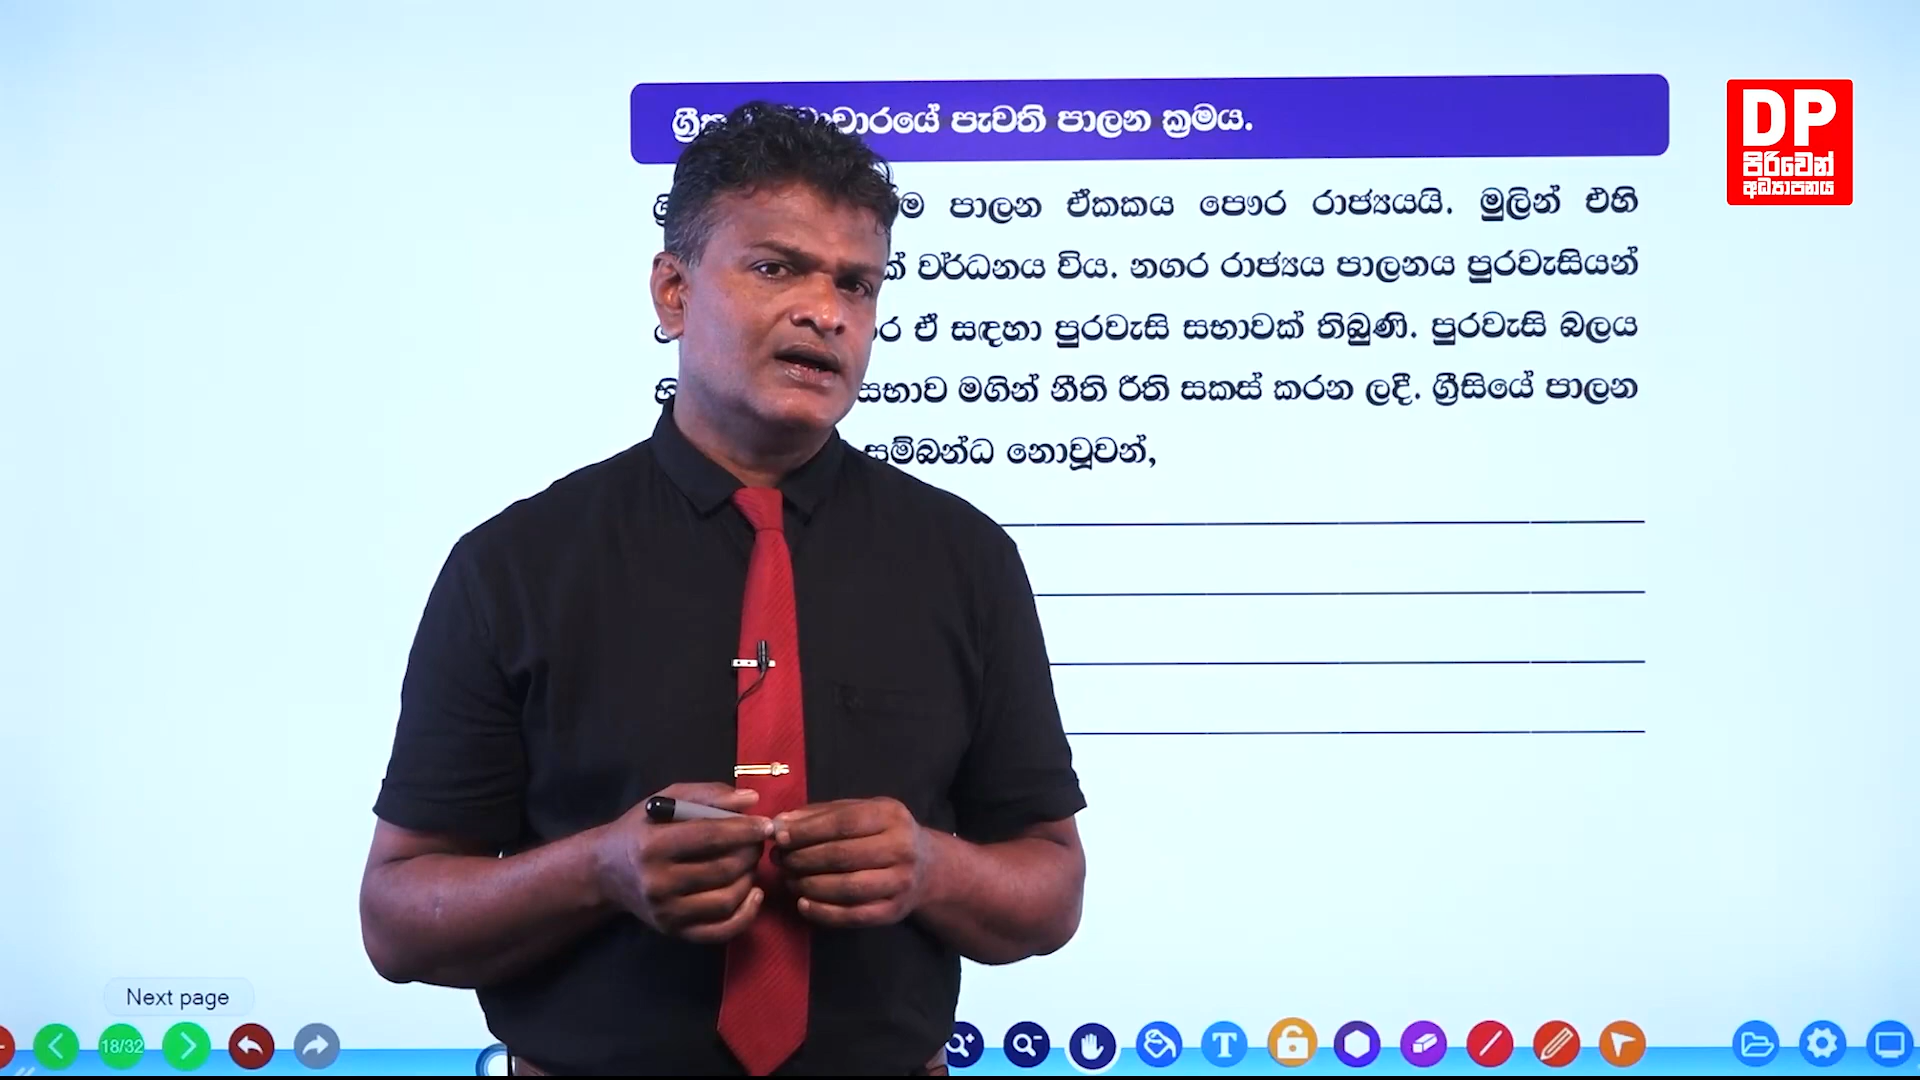 ශිෂ්ටාචාරයේ පැවති පාලන ක්‍රමය.
පාලන ඒකකය පෞර රාජ්‍යයයි. මුලින් එහි
වර්ධනය විය. නගර රාජ්‍යය පාලනය පුරවැසියන්
ඒ සඳහා පුරවැසි සභාවක් තිබුණි. පුරවැසි බලය
සභාව මගින් නීති රීති සකස් කරන ලදී. ග්‍රීසියේ පාලන
සම්බන්ධ නොවූවන්,
DP
පිරිවෙන්
අධ්‍යාපනය
Next page
18/32
T